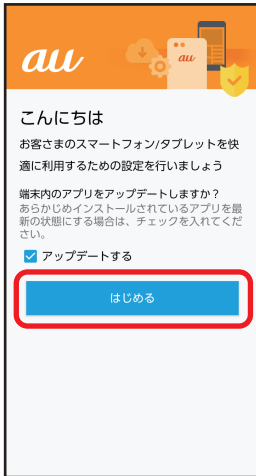 au
au
こんにちは
お客さまのスマートフォン/タブレットを快
適に利用するための設定を行いましょう
端末内のアプリをアップデートしますか？
あらかじめインストールされているアプリを最
新の状態にする場合は、チェックを入れてくだ
さい。
アップデートする
はじめる